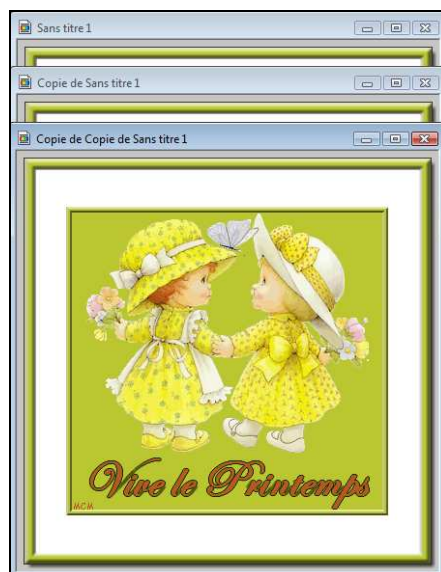 Sans titre 1
Copie de Sans titre 1
Copie de Copie de Sans titre 1
Vive le Printemps
MCM